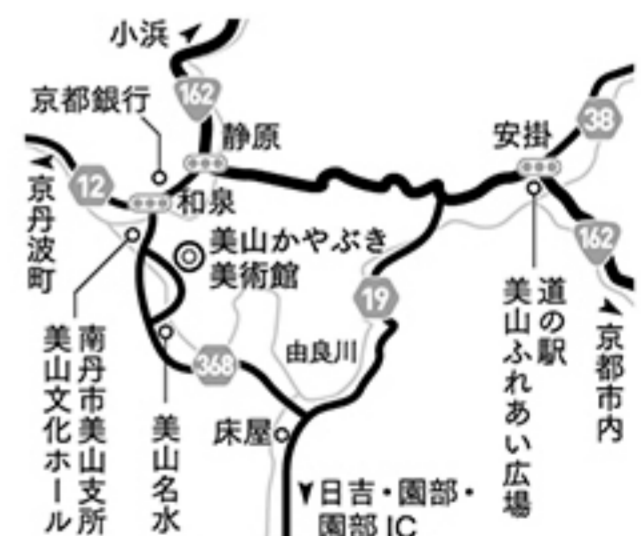 小浜
京都銀行
162
静原
安掛
38
12
和泉
京丹波町
美山かやぶき
美術館
162
19
道の駅
美山ふれあい広場
京都市内
南丹市美山支所
美山文化ホール
368
由良川
美山名水
床屋
日吉・園部・
園部IC